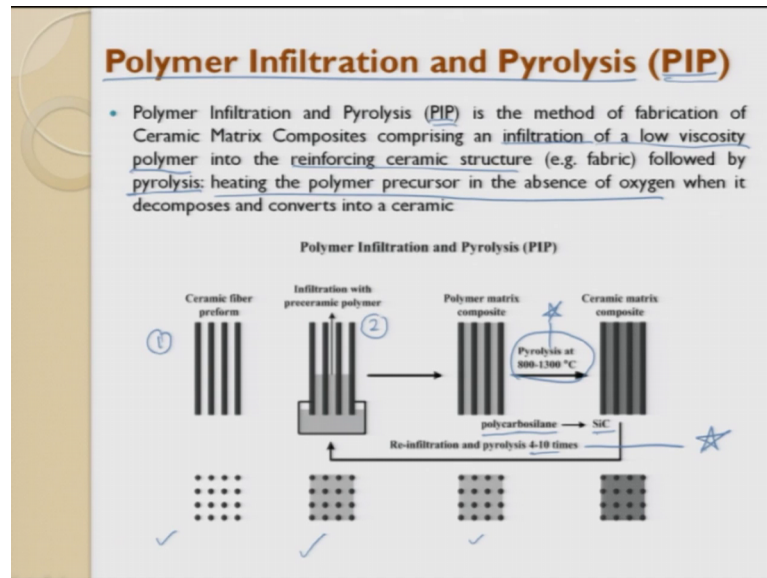 Polymer Infiltration and Pyrolysis (PIP)
• Polymer Infiltration and Pyrolysis (PIP) is the method of fabrication of
Ceramic Matrix Composites comprising an infiltration of a low viscosity
polymer into the reinforcing ceramic structure (e.g. fabric) followed by
pyrolysis: heating the polymer precursor in the absence of oxygen when it
decomposes and converts into a ceramic
Polymer Infiltration and Pyrolysis (PIP)
Ceramic fiber
preform
Infiltration with
preceramic polymer
Polymer matrix
composite
Ceramic matrix
composite
1
2
Pyrolysis at
800-1300 °C
polycarbosilane → SiC
Re-infiltration and pyrolysis 4-10 times